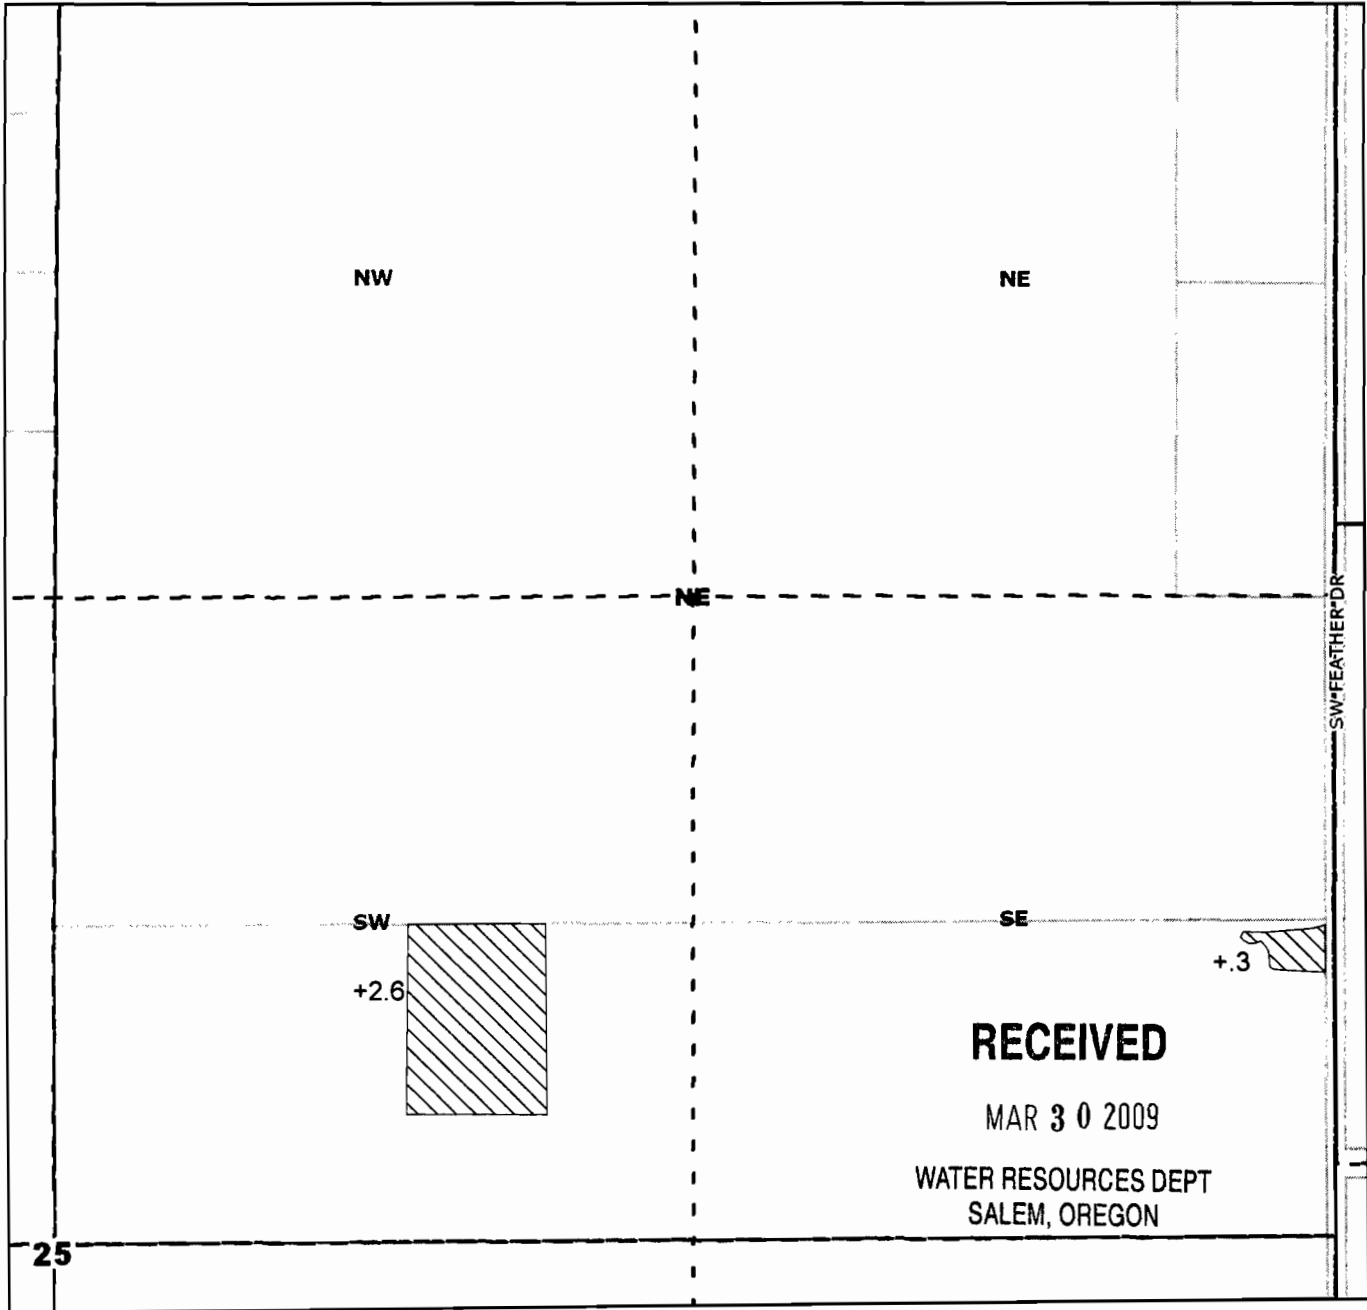 NW
NE
NE
SW FEATHER DR
SW
SE
+2.6
+.3
RECEIVED
MAR 30 2009
WATER RESOURCES DEPT
SALEM, OREGON
25